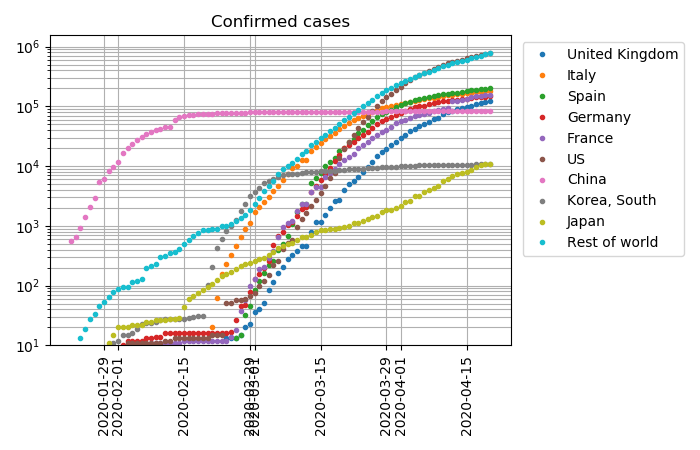 Confirmed cases
10^6
10^5
10^4
10^3
10^2
10^1
2020-01-29
2020-02-01
2020-02-15
2020-02-29
2020-03-01
2020-03-15
2020-03-29
2020-04-01
2020-04-15
United Kingdom
Italy
Spain
Germany
France
US
China
Korea, South
Japan
Rest of world